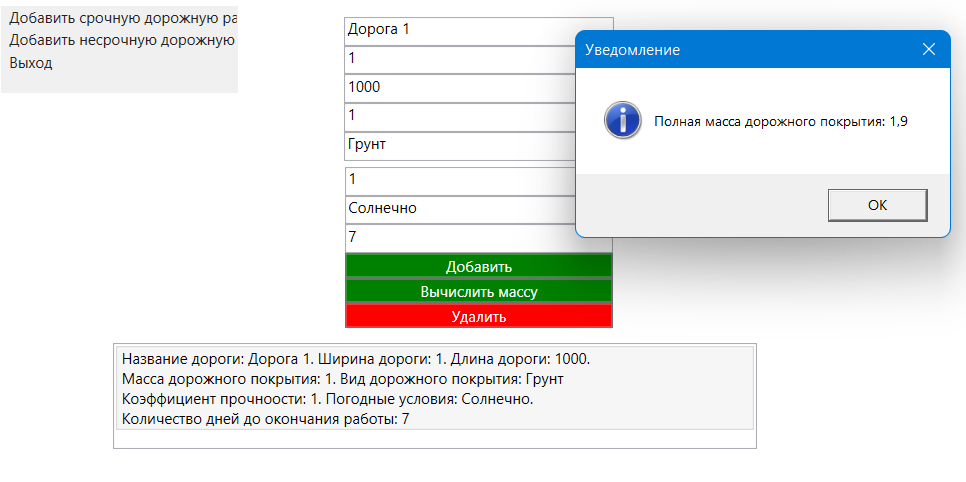 Добавить срочную дорожную ра
Добавить несрочную дорожную
Выход
Дорога 1
1
1000
1
Грунт
1
Солнечно
7
Добавить
Вычислить массу
Удалить
Уведомление
Полная масса дорожного покрытия: 1,9
ОК
Название дороги: Дорога 1. Ширина дороги: 1. Длина дороги: 1000.
Масса дорожного покрытия: 1. Вид дорожного покрытия: Грунт
Коэффициент прочноости: 1. Погодные условия: Солнечно.
Количество дней до окончания работы: 7